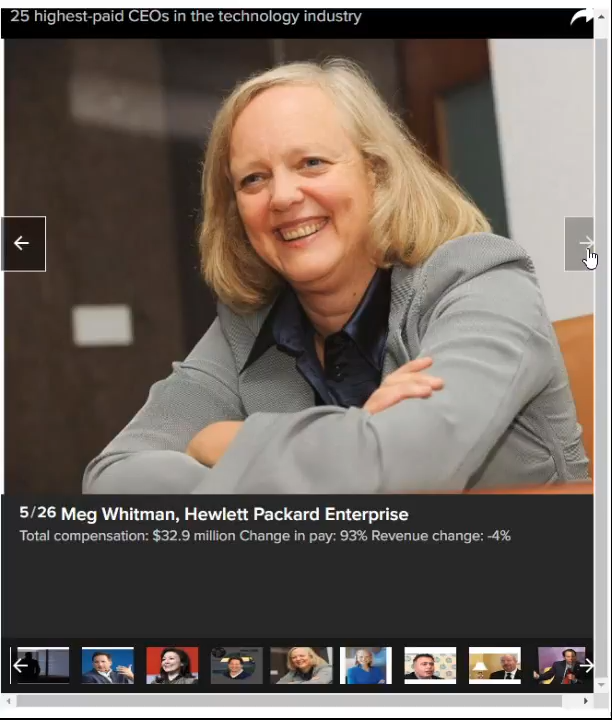 25 highest-paid CEOs in the technology industry
5/26 Meg Whitman, Hewlett Packard Enterprise
Total compensation: $32.9 million Change in pay: 93% Revenue change: -4%